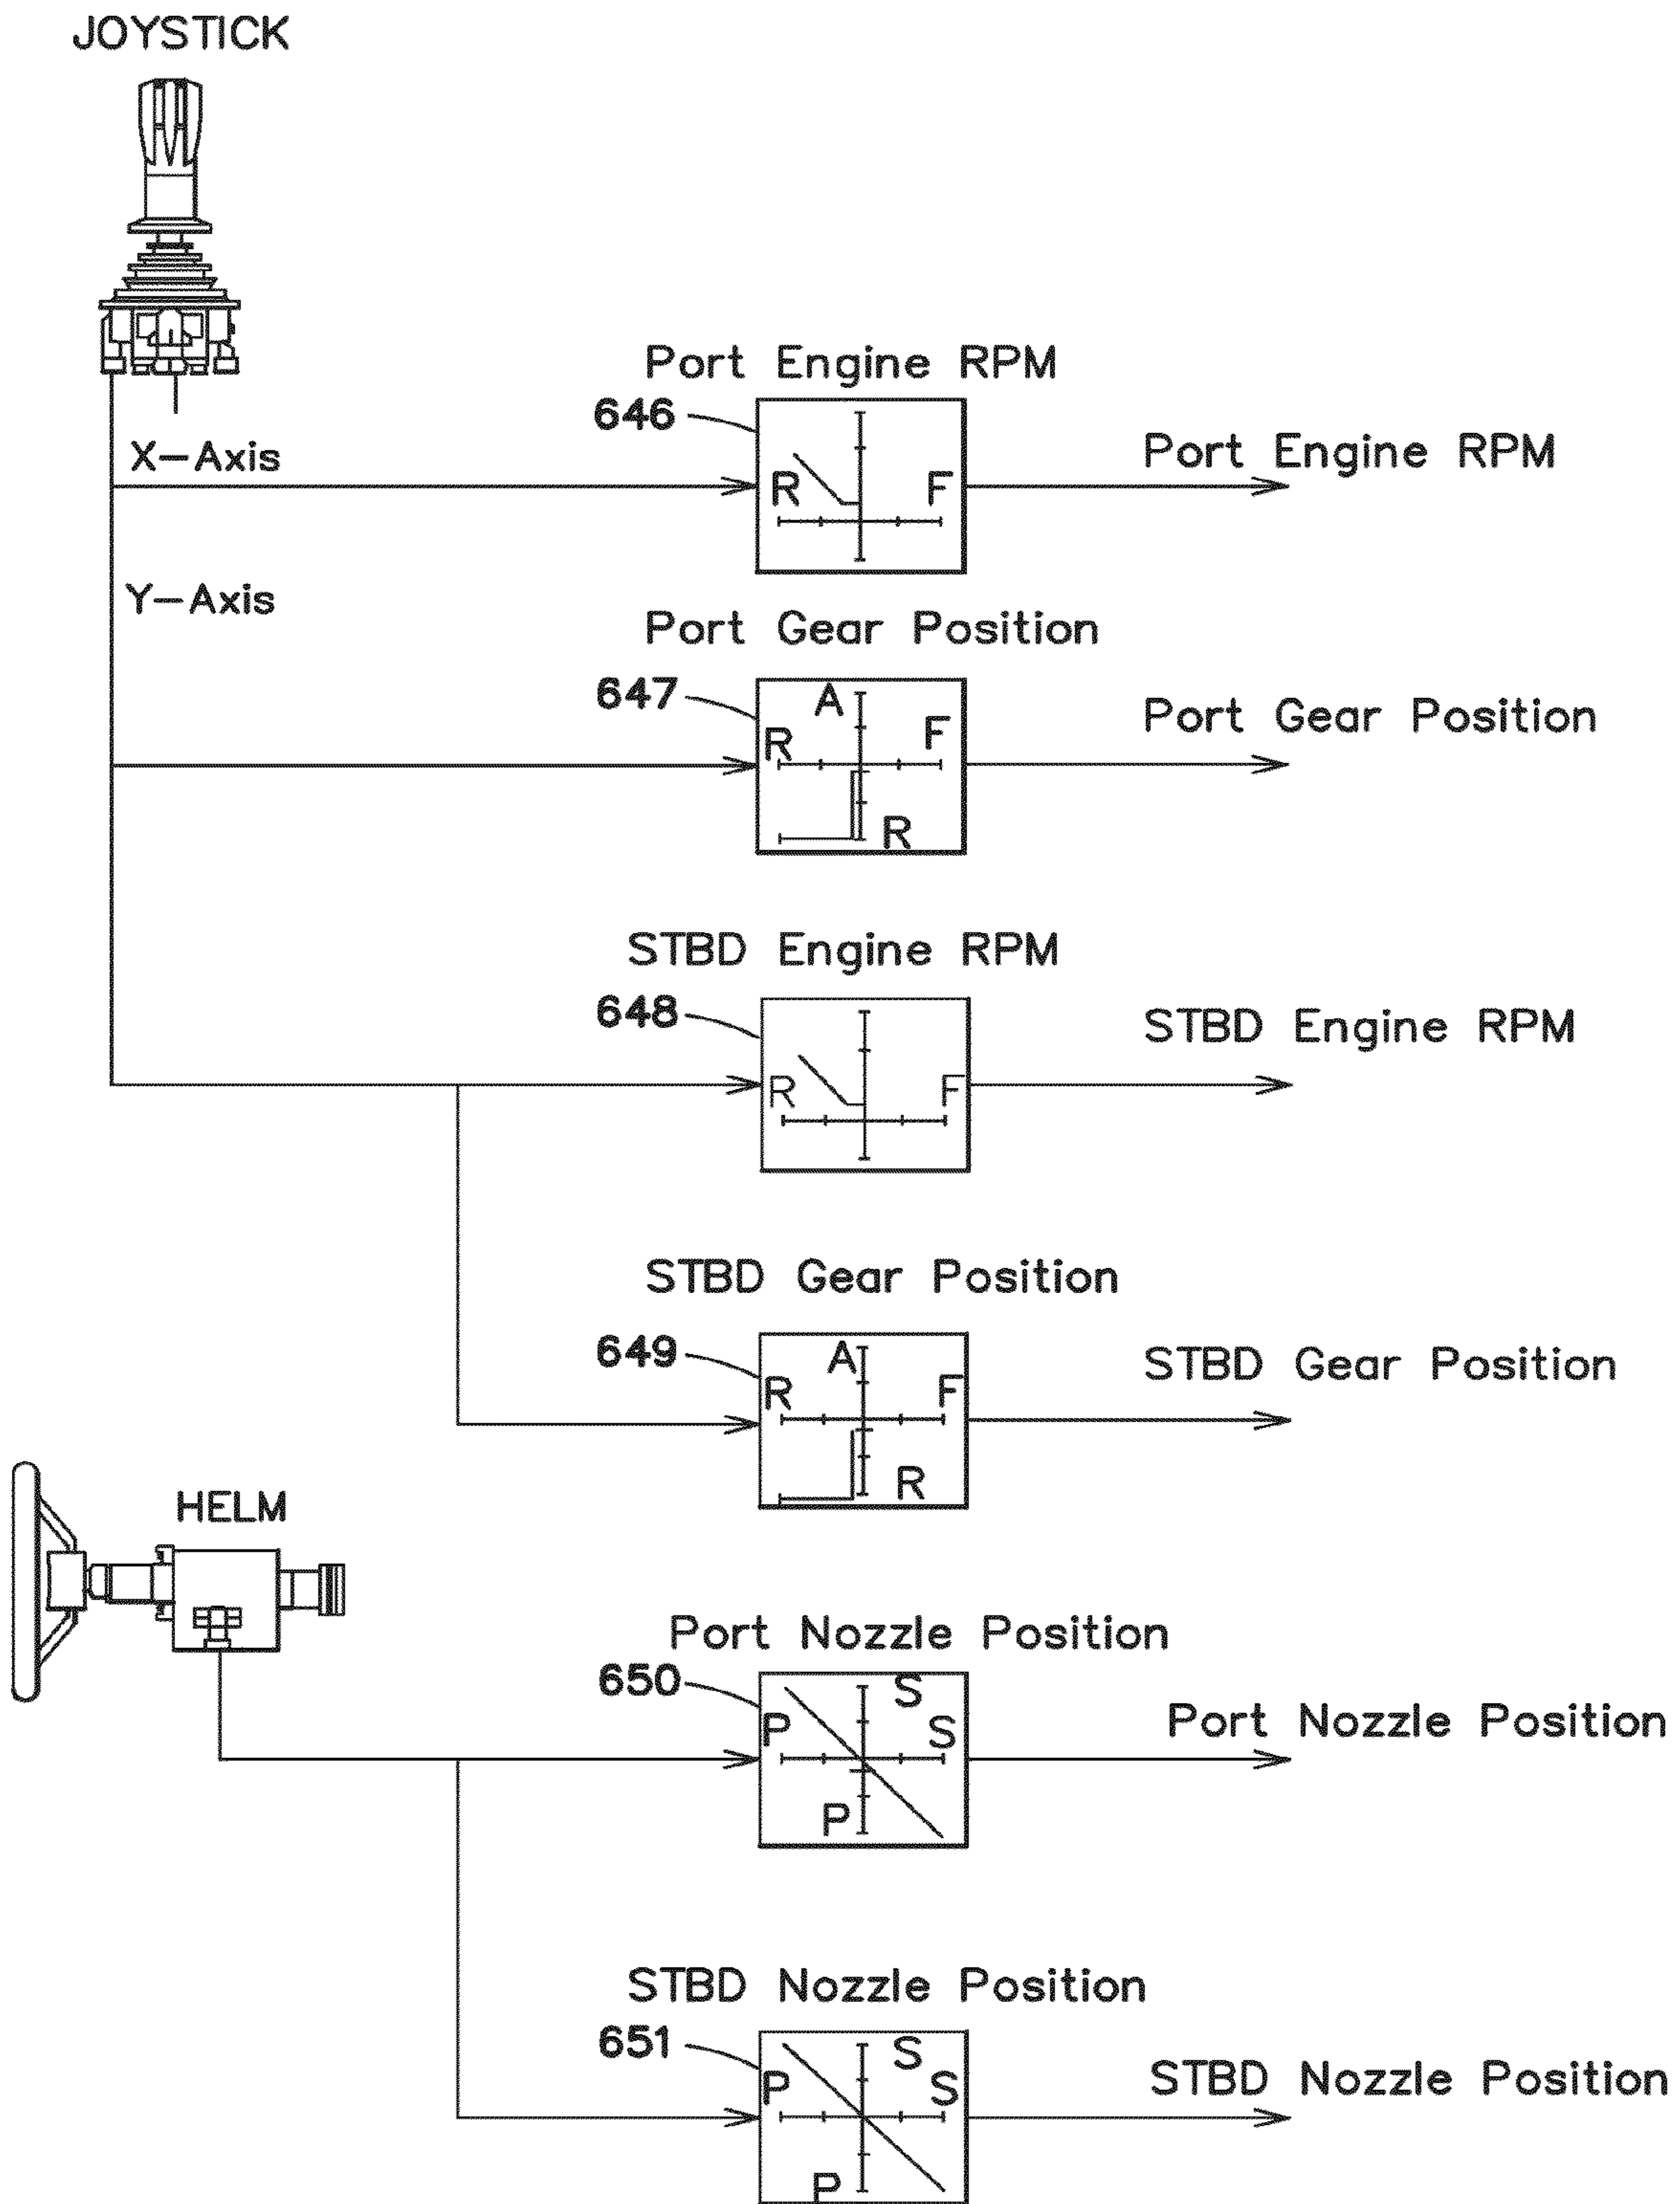 JOYSTICK
X-Axis
Y-Axis
Port Engine RPM
646
R F
Port Engine RPM
Port Gear Position
647
A
R F
R
Port Gear Position
STBD Engine RPM
648
R F
STBD Engine RPM
STBD Gear Position
649
A
R F
R
STBD Gear Position
HELM
Port Nozzle Position
650
S
P S
P
Port Nozzle Position
STBD Nozzle Position
651
S
P S
P
STBD Nozzle Position